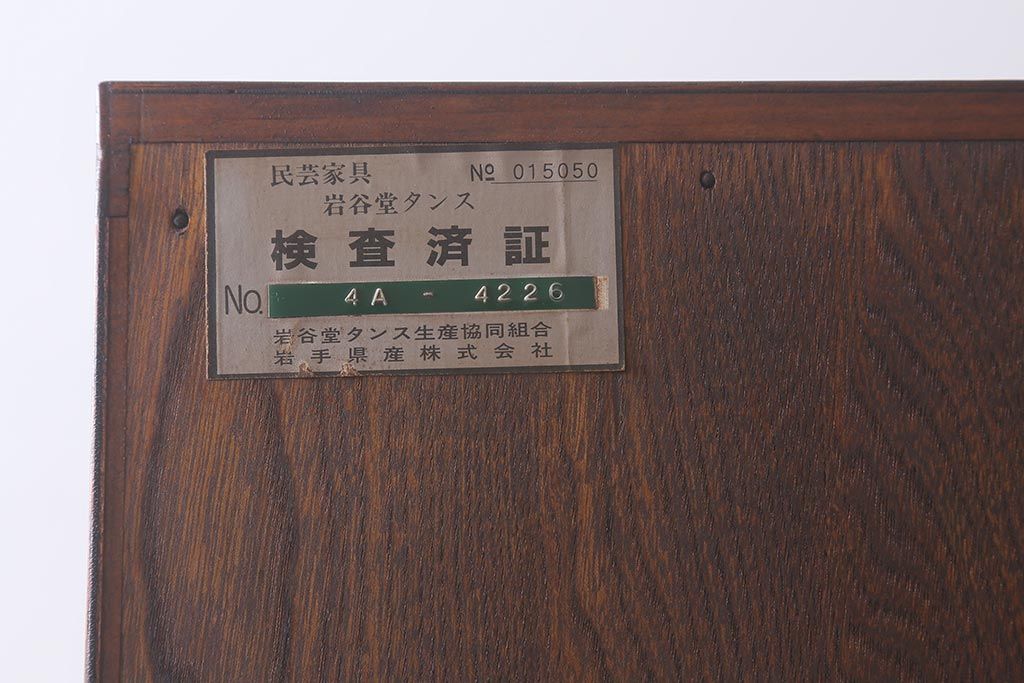 民芸家具 № 015050
岩谷堂タンス
検査済証
No. 4A - 4226
岩谷堂タンス生産協同組合
岩手県産株式会社